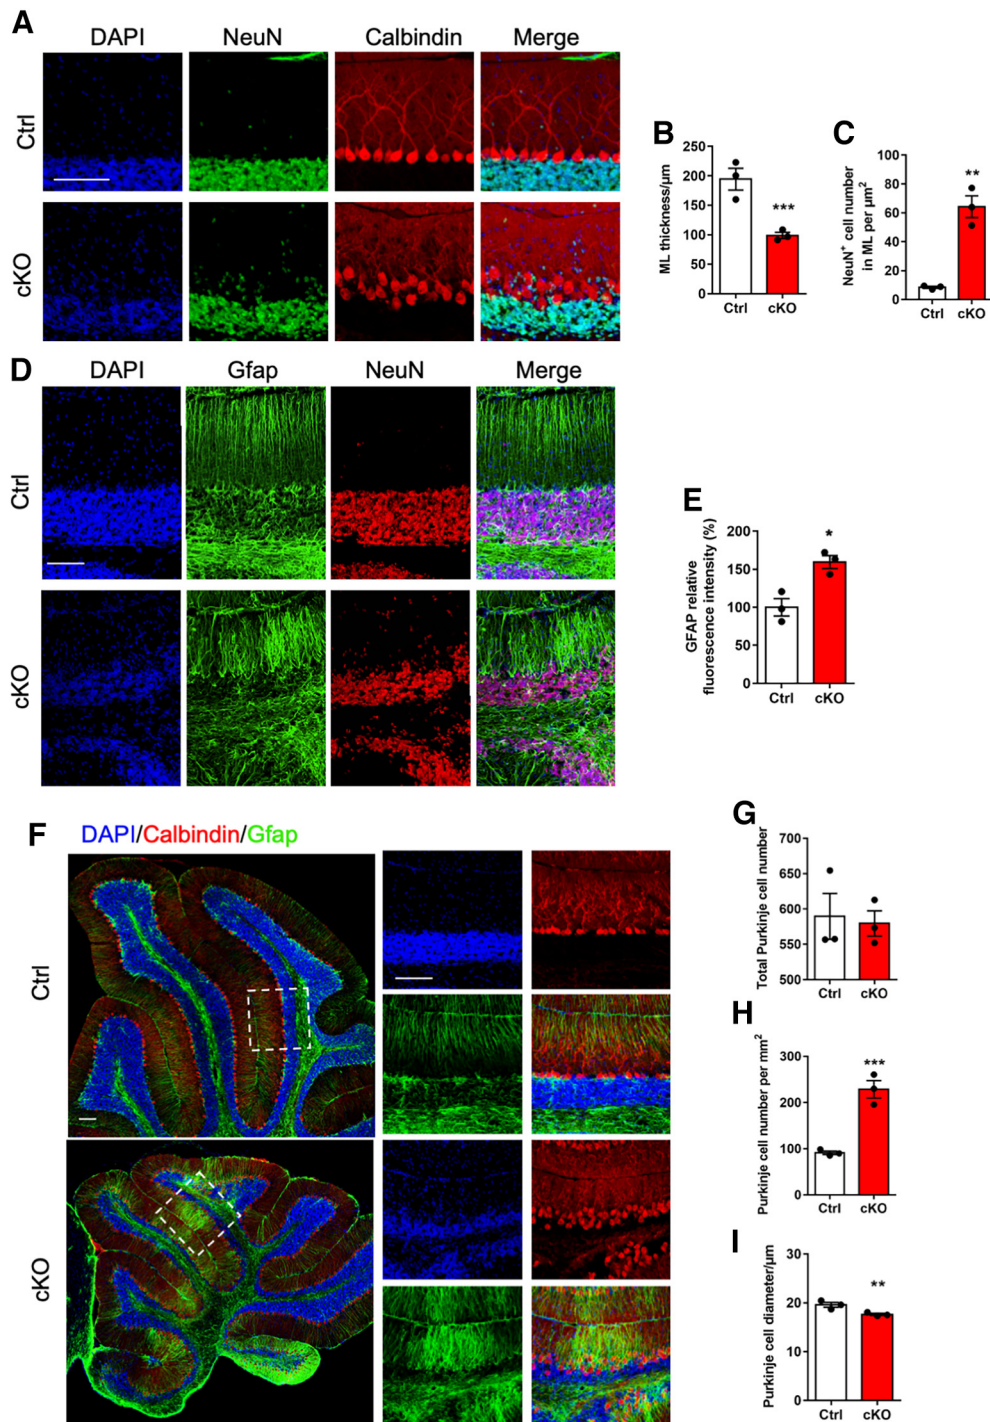 A
DAPI NeuN Calbindin Merge
Ctrl
cKO
B
ML thickness/μm
250
200
150
100
50
0
***
Ctrl cKO
C
NeuN+ cell number
in ML per μm2
100
80
60
40
20
0
**
Ctrl cKO
D
DAPI Gfap NeuN Merge
Ctrl
cKO
E
GFAP relative
fluorescence intensity (%)
200
150
100
50
0
*
Ctrl cKO
F
DAPI/Calbindin/Gfap
Ctrl
cKO
G
Total Purkinje cell number
700
650
600
550
500
Ctrl cKO
H
Purkinje cell number per mm2
300
200
100
0
***
Ctrl cKO
I
Purkinje cell diameter/μm
30
20
10
0
**
Ctrl cKO